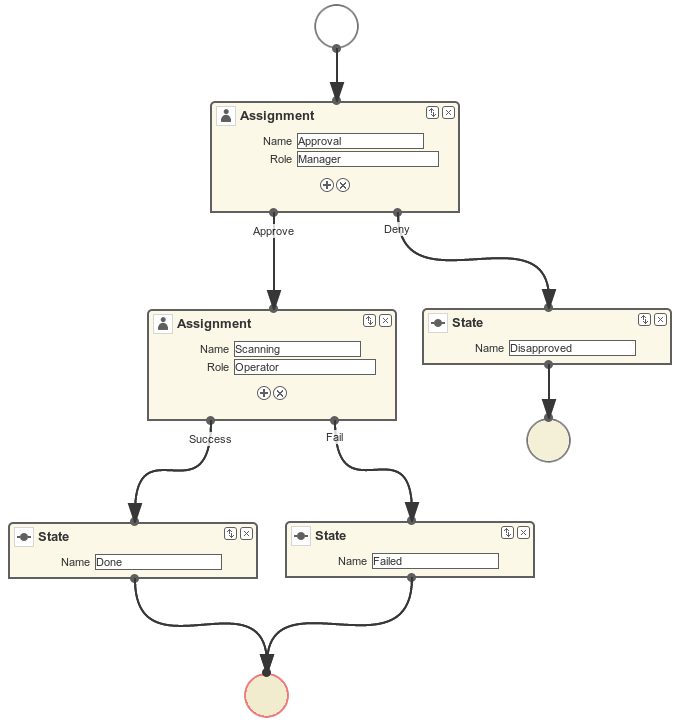 Assignment
Name Approval
Role Manager
Approve
Deny
Assignment
Name Scanning
Role Operator
State
Name Disapproved
Success
Fail
State
Name Done
State
Name Failed